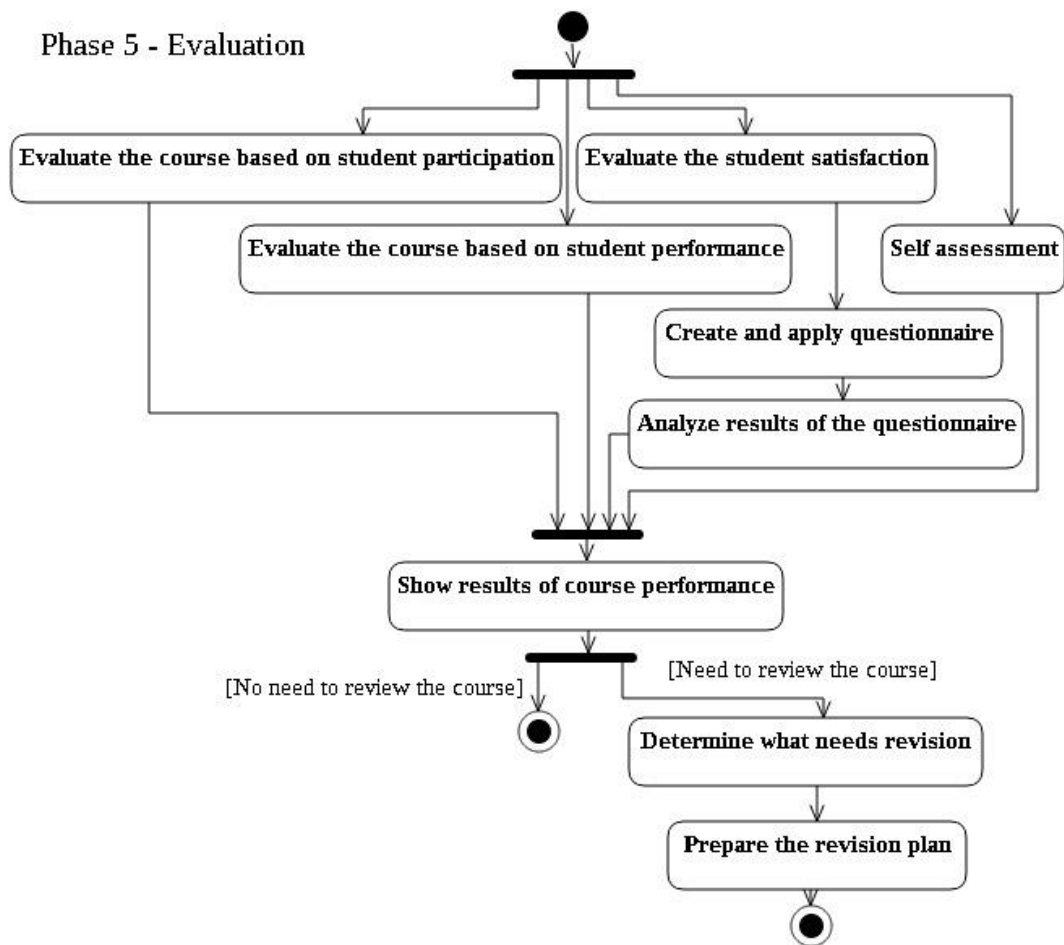 Phase 5 - Evaluation
Evaluate the course based on student participation
Evaluate the student satisfaction
Evaluate the course based on student performance
Self assessment
Create and apply questionnaire
Analyze results of the questionnaire
Show results of course performance
[No need to review the course]
[Need to review the course]
Determine what needs revision
Prepare the revision plan